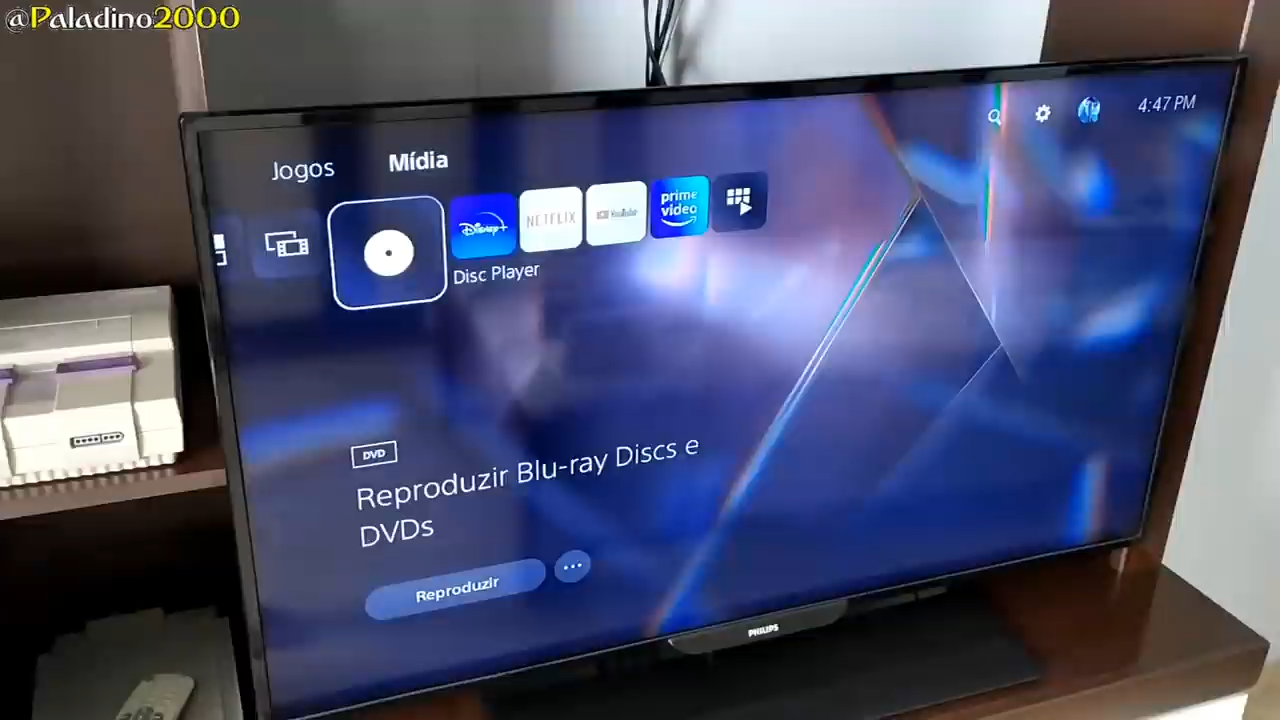 @Paladino2000
4:47 PM
Jogos Mídia
Disney+ NETFLIX YouTube prime video
Disc Player
DVD
Reproduzir Blu-ray Discs e
DVDs
Reproduzir
PHILIPS